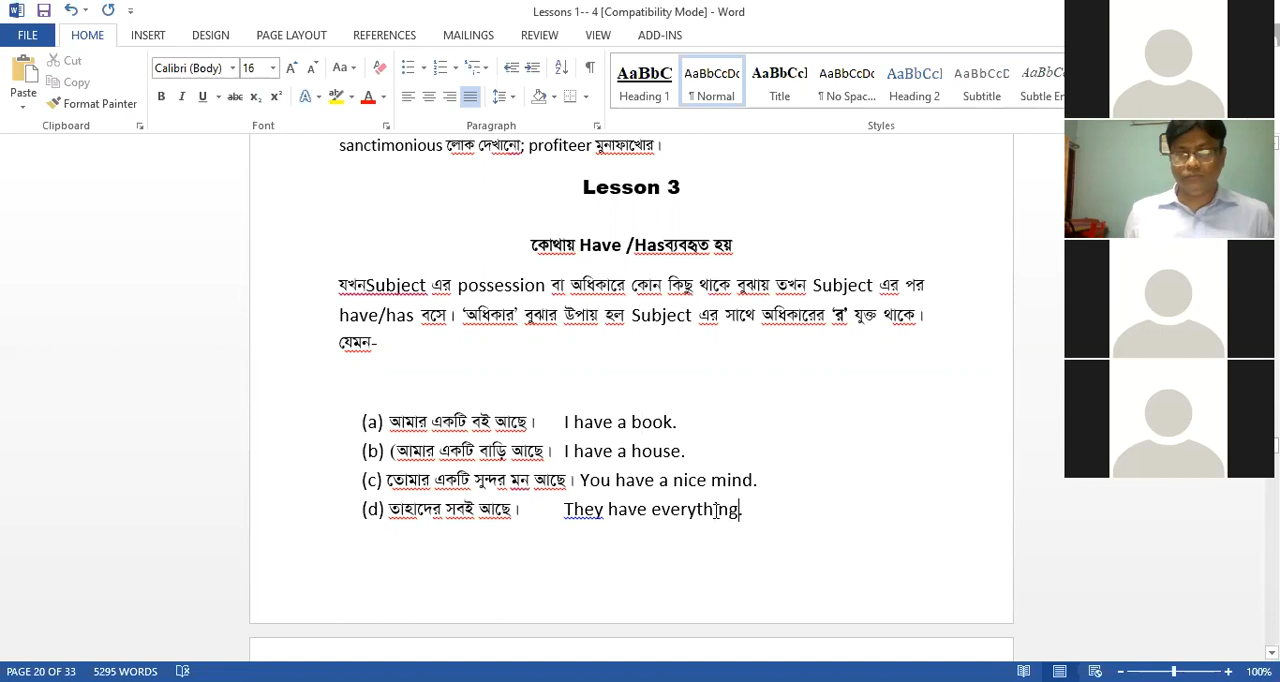 Lessons 1-- 4 [Compatibility Mode] - Word
FILE HOME INSERT DESIGN PAGE LAYOUT REFERENCES MAILINGS REVIEW VIEW ADD-INS
Cut
Copy
Format Painter
Paste
Calibri (Body) 16
AaBbC AaBbCcDc AaBbCc] AaBbCcDc AaBbCc] AaBbCcD AaBbCc
Heading 1 ¶ Normal Title ¶ No Spac... Heading 2 Subtitle Subtle En
Clipboard Font Paragraph Styles
sanctimonious লোক দেখানো; profiteer মুনাফাখোর।
Lesson 3
কোথায় Have /Hasব্যবহৃত হয়
যখনSubject এর possession বা অধিকারে কোন কিছু থাকে বুঝায় তখন Subject এর পর
have/has বসে। ‘অধিকার’ বুঝার উপায় হল Subject এর সাথে অধিকারের ‘র’ যুক্ত থাকে।
যেমন-
(a) আমার একটি বই আছে। I have a book.
(b) (আমার একটি বাড়ি আছে। I have a house.
(c) তোমার একটি সুন্দর মন আছে। You have a nice mind.
(d) তাহাদের সবই আছে। They have everything.
PAGE 20 OF 33 5295 WORDS 100%